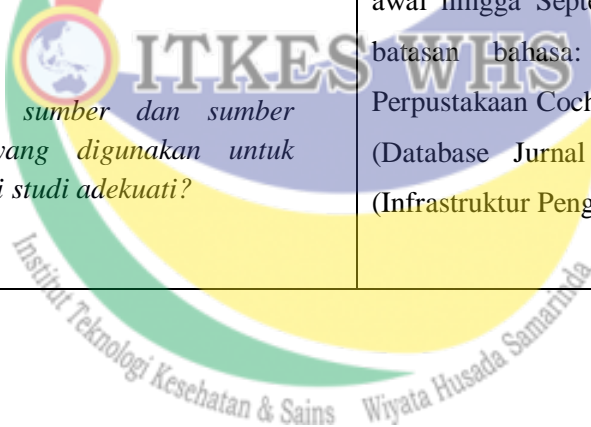 ITKES WHS
sumber dan sumber
yang digunakan untuk
i studi adekuati?
awal hingga Sept
batasan bahasa:
Perpustakaan Coch
(Database Jurnal
(Infrastruktur Peng
Institut Teknologi Kesehatan & Sains Wiyata Husada Samarinda